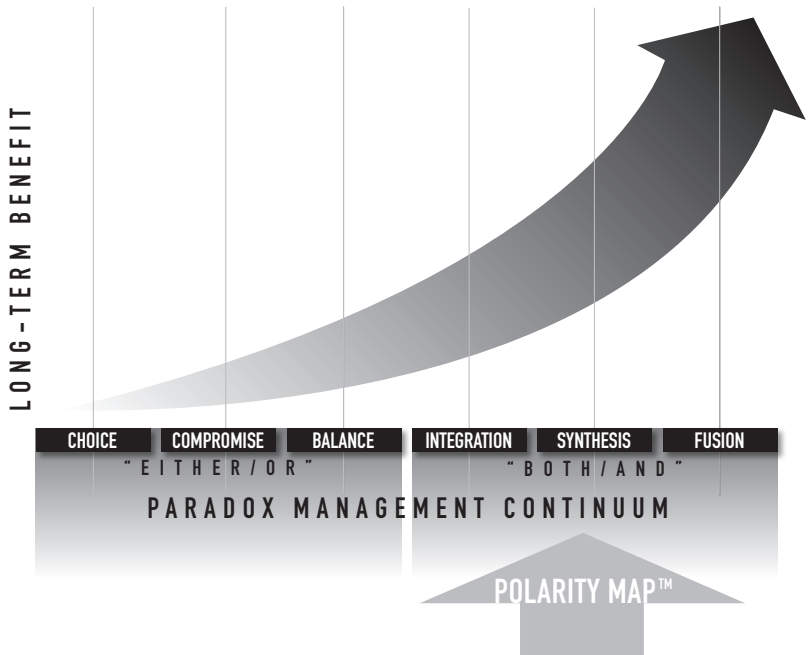 LONG-TERM BENEFIT
CHOICE COMPROMISE BALANCE INTEGRATION SYNTHESIS FUSION
"EITHER/OR" "BOTH/AND"
PARADOX MANAGEMENT CONTINUUM
POLARITY MAP™